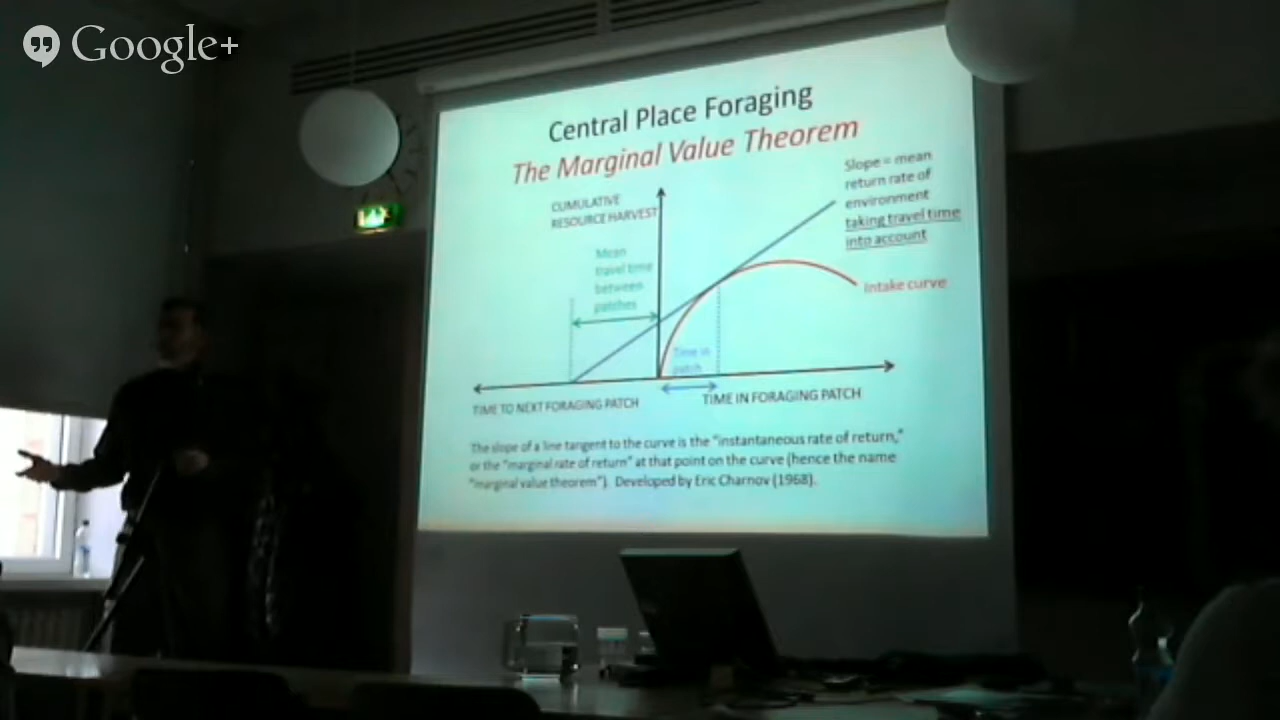 Google+
Central Place Foraging
The Marginal Value Theorem
CUMULATIVE
RESOURCE HARVEST
Slope = mean
return rate of
environment
taking travel time
into account
Mean
travel time
between
patches
Intake curve
Time in
patch
TIME TO NEXT FORAGING PATCH
TIME IN FORAGING PATCH
The slope of a line tangent to the curve is the "instantaneous rate of return,"
or the "marginal rate of return" at that point on the curve (hence the name
"marginal value theorem"). Developed by Eric Charnov (1968).